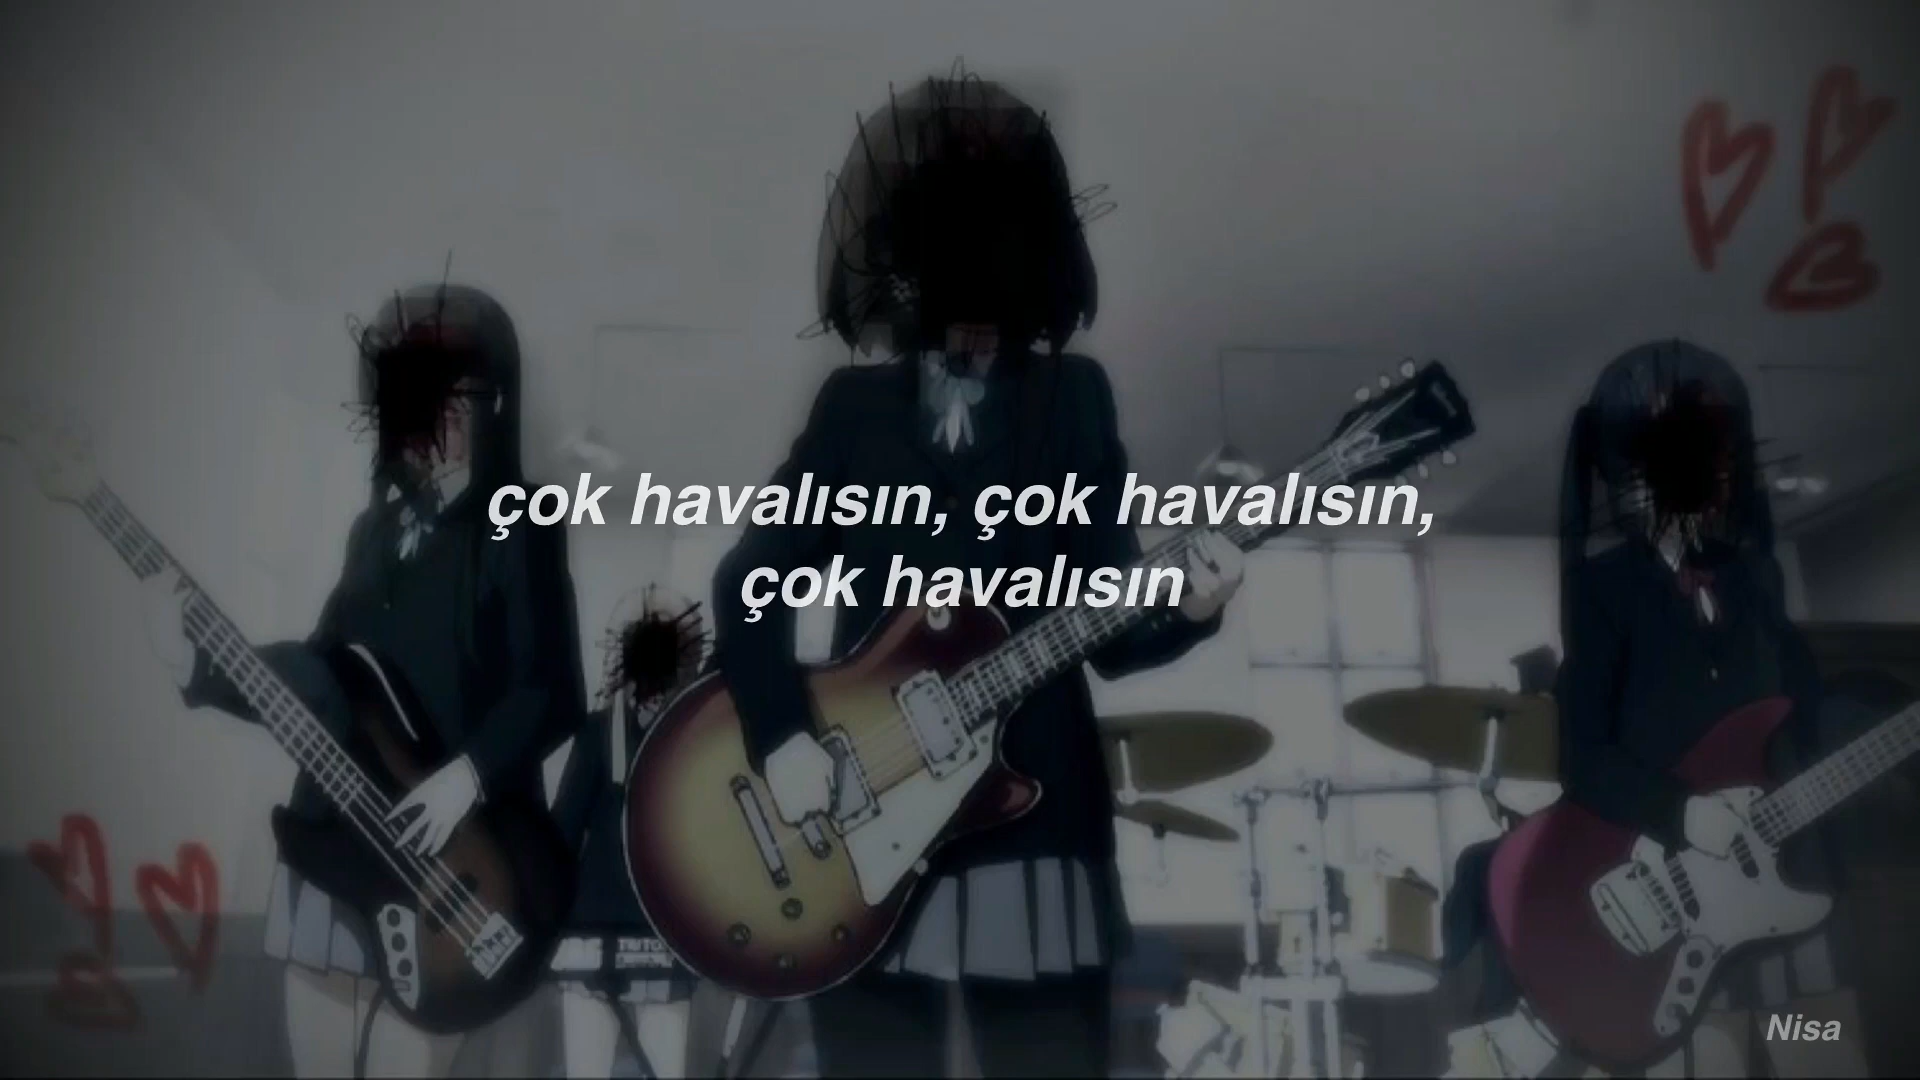 çok havalısın, çok havalısın,
çok havalısın
Nisa